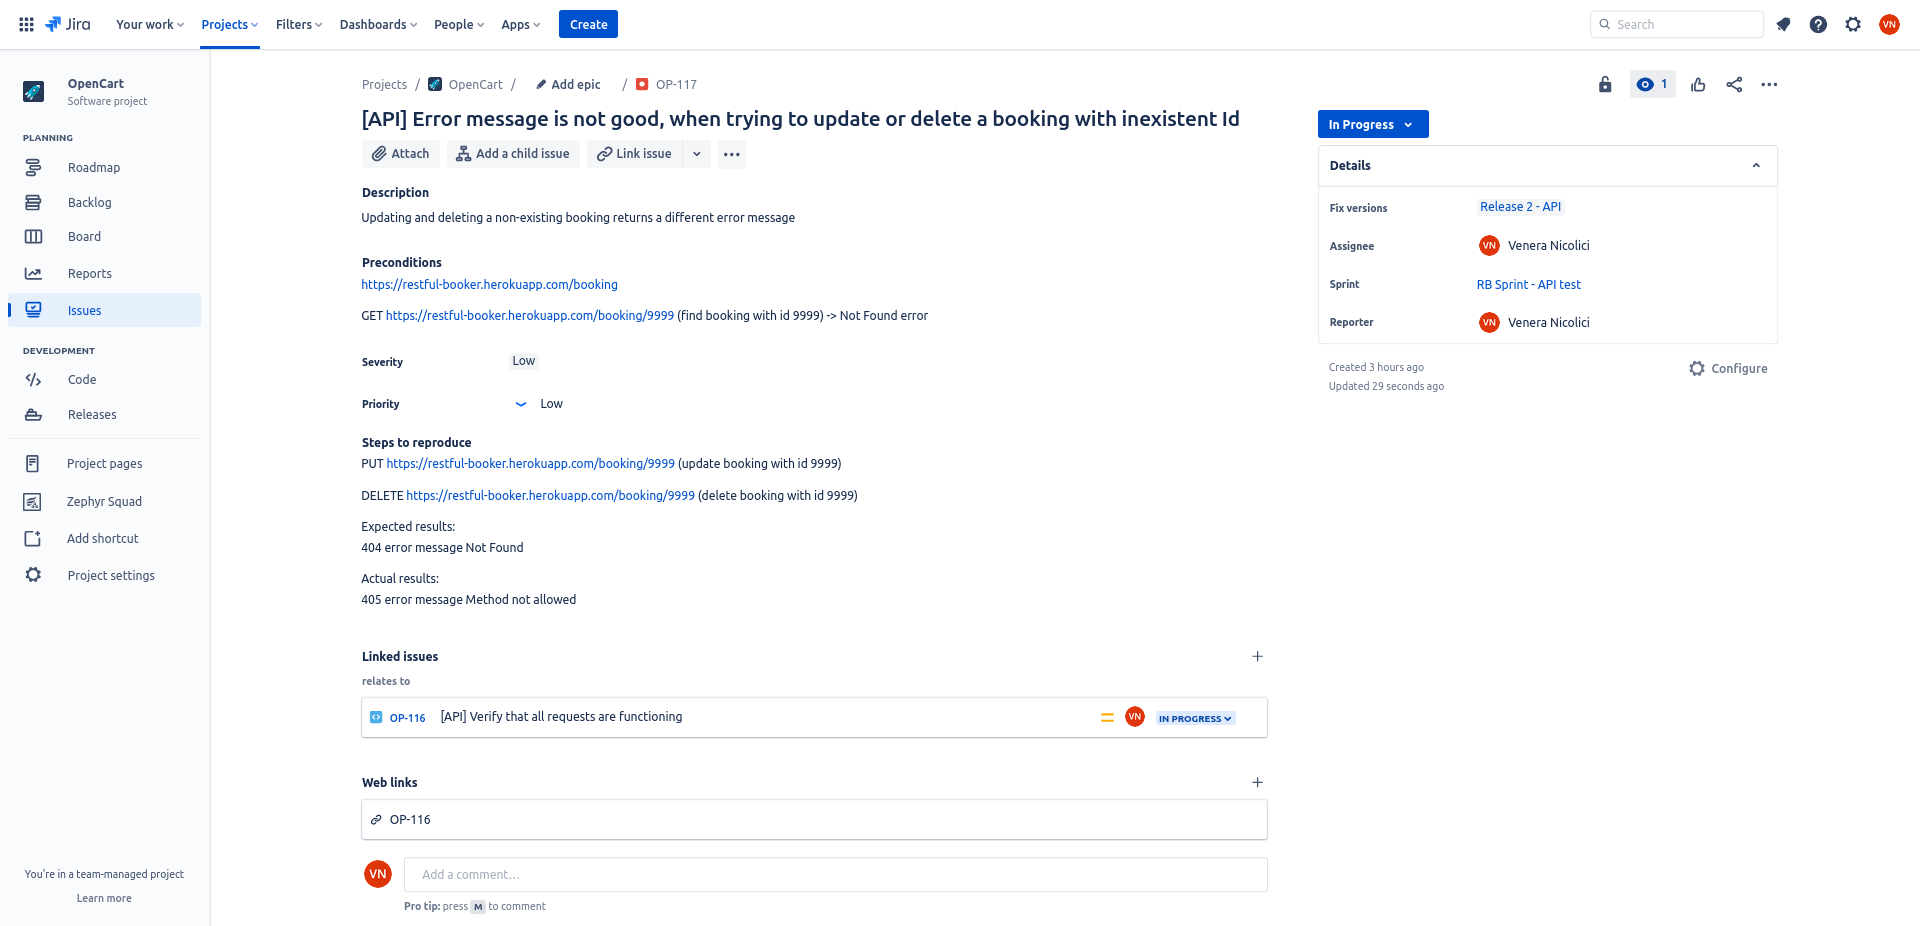 Jira
Your work
Projects
Filters
Dashboards
People
Apps
Create
Search
VN
OpenCart
Software project
PLANNING
Roadmap
Backlog
Board
Reports
Issues
DEVELOPMENT
Code
Releases
Project pages
Zephyr Squad
Add shortcut
Project settings
You're in a team-managed project
Learn more
Projects / OpenCart / Add epic / OP-117
1
[API] Error message is not good, when trying to update or delete a booking with inexistent Id
Attach
Add a child issue
Link issue
Description
Updating and deleting a non-existing booking returns a different error message
Preconditions
https://restful-booker.herokuapp.com/booking
GET https://restful-booker.herokuapp.com/booking/9999 (find booking with id 9999) -> Not Found error
Severity Low
Priority Low
Steps to reproduce
PUT https://restful-booker.herokuapp.com/booking/9999 (update booking with id 9999)
DELETE https://restful-booker.herokuapp.com/booking/9999 (delete booking with id 9999)
Expected results:
404 error message Not Found
Actual results:
405 error message Method not allowed
Linked issues
relates to
OP-116 [API] Verify that all requests are functioning VN IN PROGRESS
Web links
OP-116
VN Add a comment…
Pro tip: press M to comment
In Progress
Details
Fix versions Release 2 - API
Assignee VN Venera Nicolici
Sprint RB Sprint - API test
Reporter VN Venera Nicolici
Created 3 hours ago
Updated 29 seconds ago
Configure